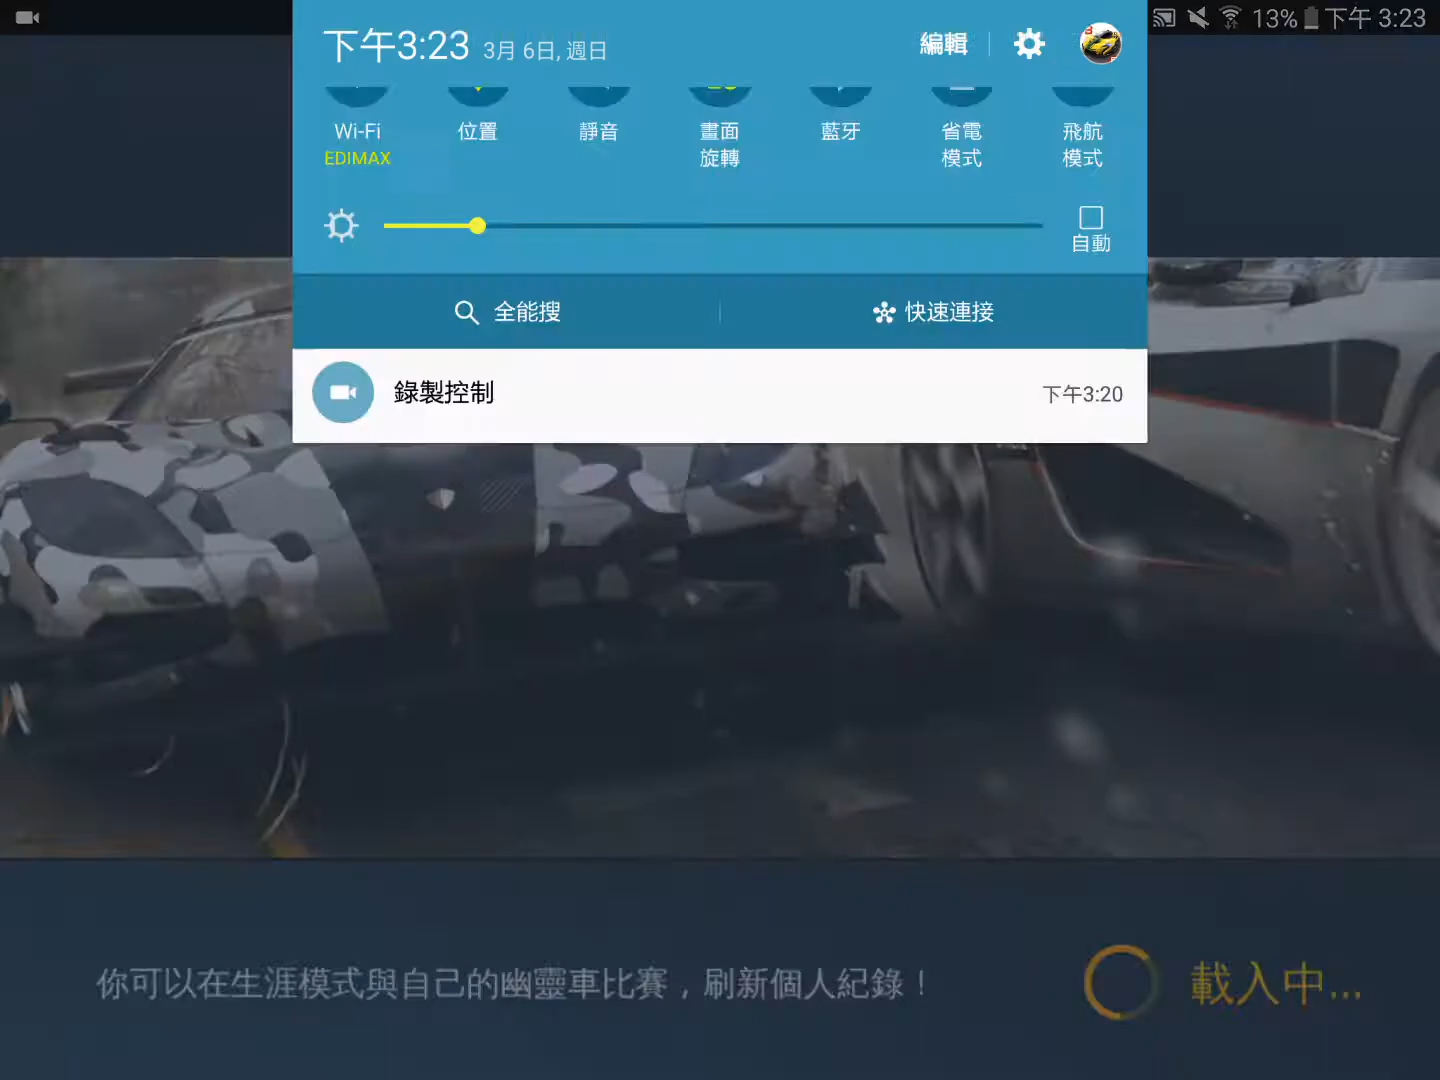 13% 下午 3:23
下午3:23 3月 6日, 週日 編輯
Wi-Fi 位置 靜音 畫面 藍牙 省電 飛航
EDIMAX 旋轉 模式 模式
自動
全能搜 快速連接
錄製控制 下午3:20
你可以在生涯模式與自己的幽靈車比賽，刷新個人紀錄！ 載入中...